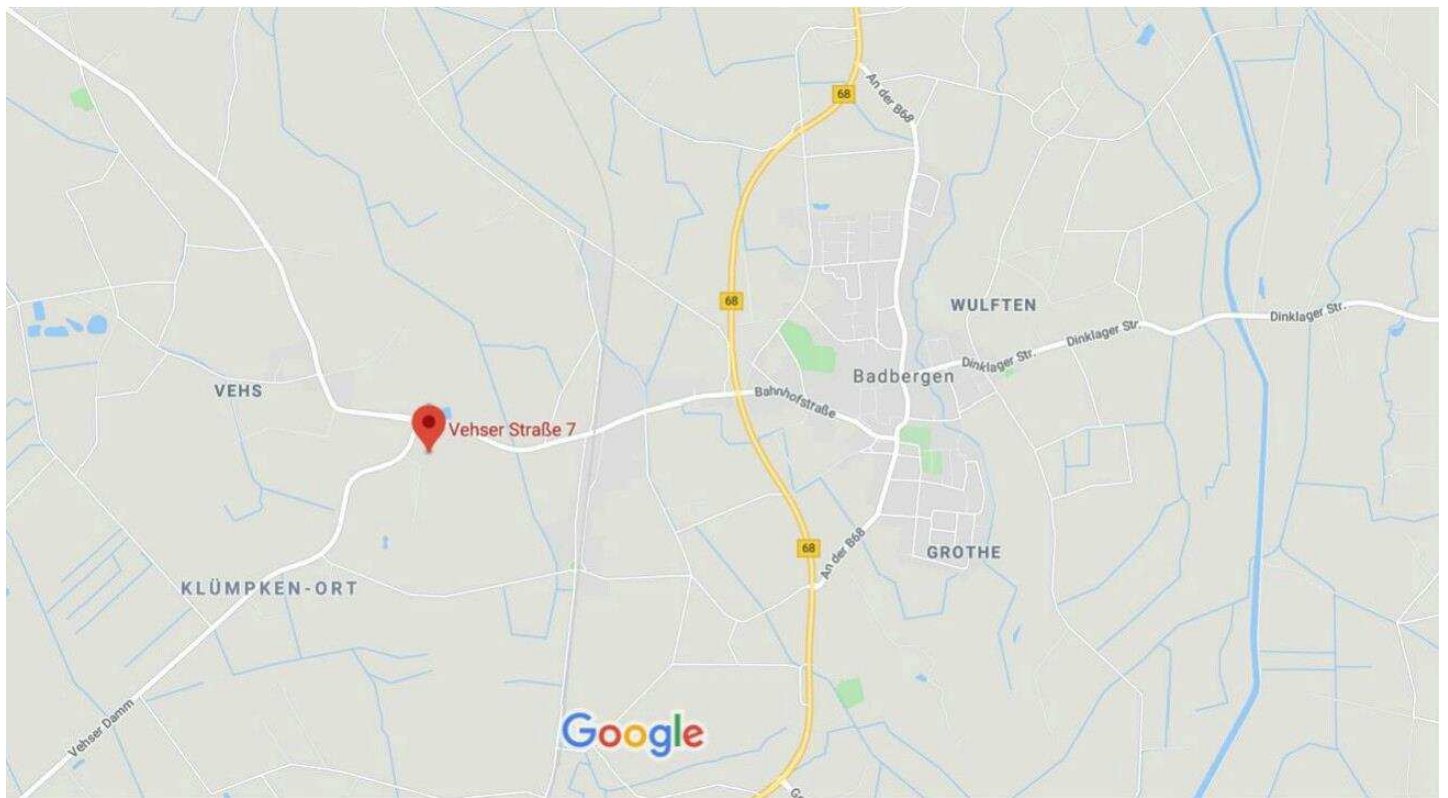 68
An der B68
68
WULFTEN
Dinklager Str.
Dinklager Str.
Dinklager Str.
Badbergen
VEHS
Bahnhofstraße
Vehser Straße 7
68
An der B68
GROTHE
KLÜMPKEN-ORT
Vehser Damm
Google